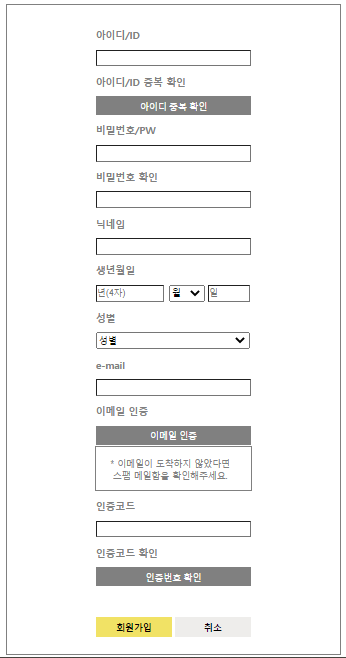 아이디/ID
아이디/ID 중복 확인
아이디 중복 확인
비밀번호/PW
비밀번호 확인
닉네임
생년월일
년(4자) 월 일
성별
성별
e-mail
이메일 인증
이메일 인증
* 이메일이 도착하지 않았다면
스팸 메일함을 확인해주세요.
인증코드
인증코드 확인
인증번호 확인
회원가입 취소